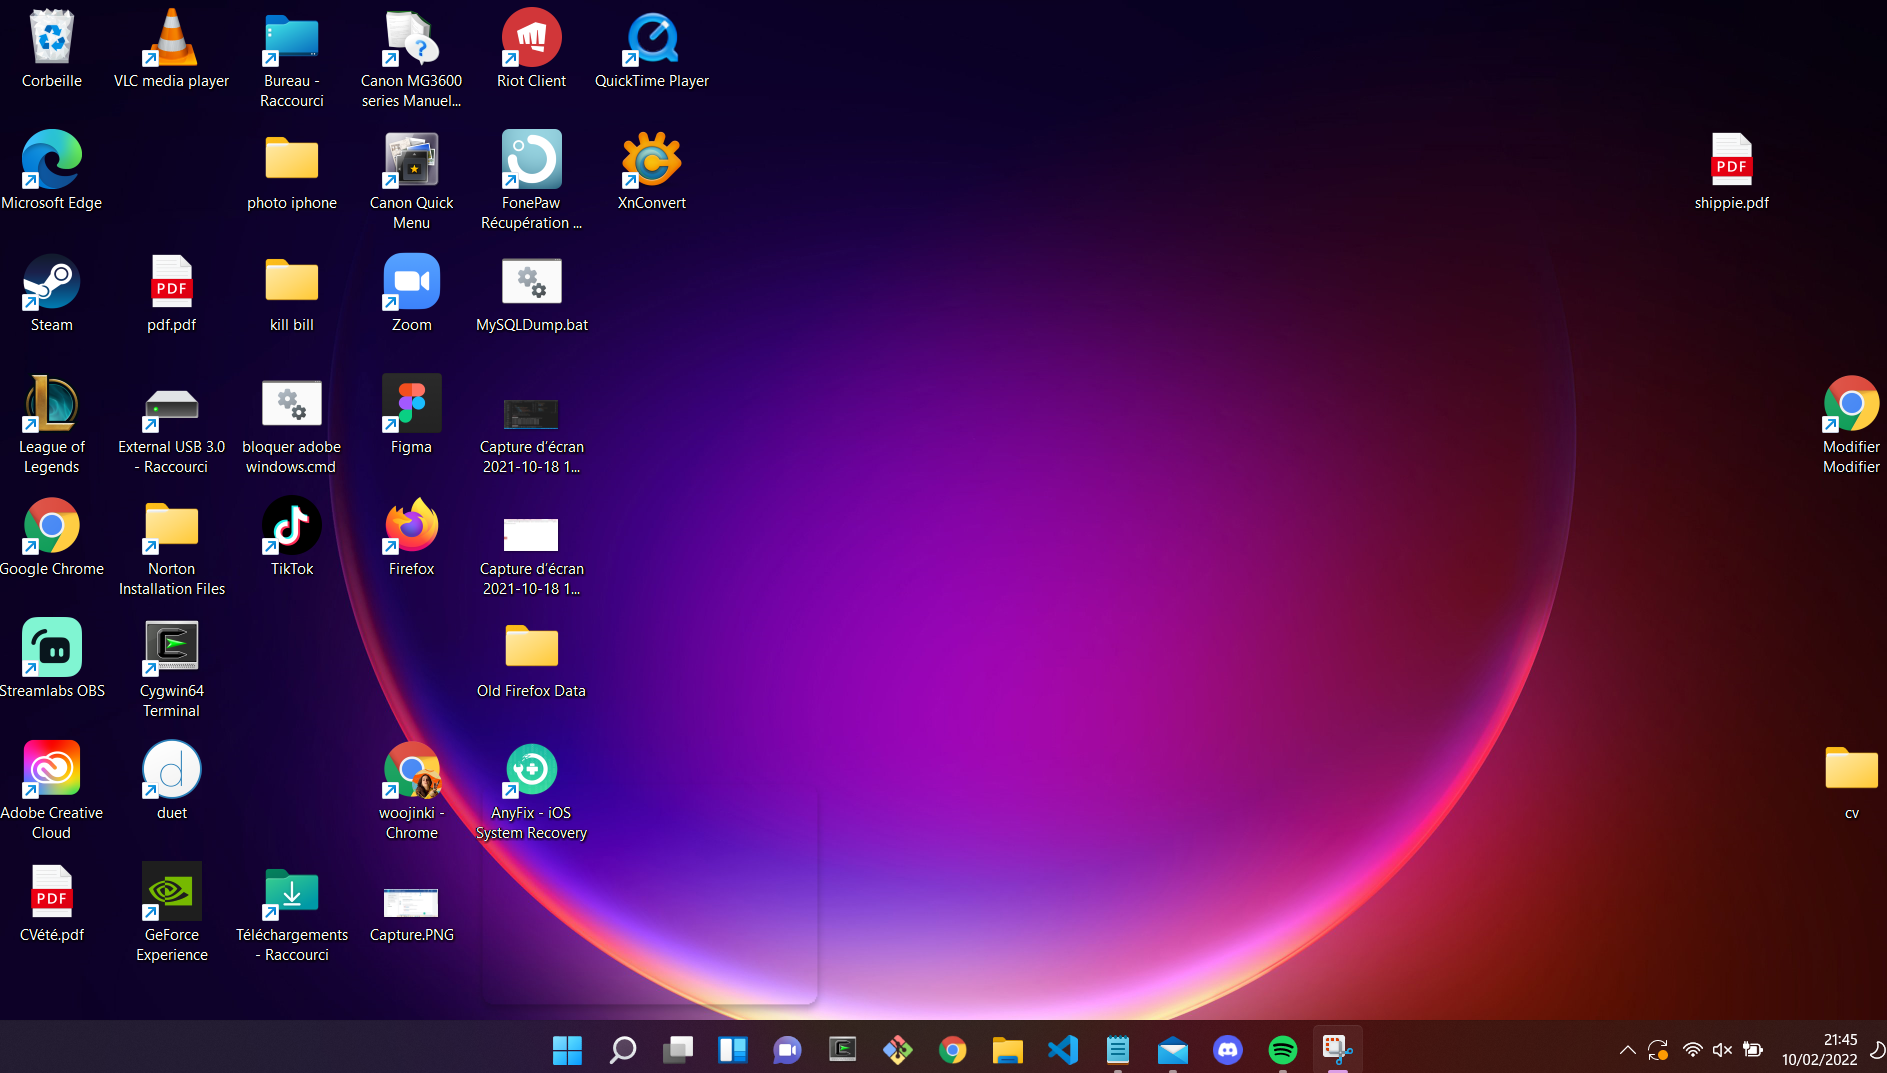 Corbeille
VLC media player
Bureau -
Raccourci
Canon MG3600
series Manuel...
Riot Client
QuickTime Player
Microsoft Edge
photo iphone
Canon Quick
Menu
FonePaw
Récupération ...
XnConvert
PDF
shippie.pdf
Steam
PDF
pdf.pdf
kill bill
Zoom
MySQLDump.bat
League of
Legends
External USB 3.0
- Raccourci
bloquer adobe
windows.cmd
Figma
Capture d'écran
2021-10-18 1...
Modifier
Modifier
Google Chrome
Norton
Installation Files
TikTok
Firefox
Capture d'écran
2021-10-18 1...
Streamlabs OBS
Cygwin64
Terminal
Old Firefox Data
Adobe Creative
Cloud
d
duet
woojinki -
Chrome
AnyFix - iOS
System Recovery
cv
PDF
CVété.pdf
GeForce
Experience
Téléchargements
- Raccourci
Capture.PNG
21:45
10/02/2022